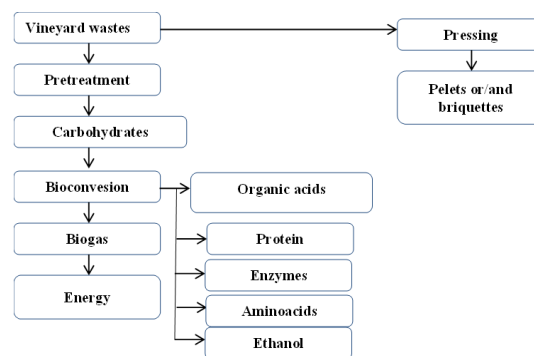 Vineyard wastes
Pressing
Pretreatment
Pelets or/and
briquettes
Carbohydrates
Bioconvesion
Organic acids
Biogas
Protein
Enzymes
Energy
Aminoacids
Ethanol